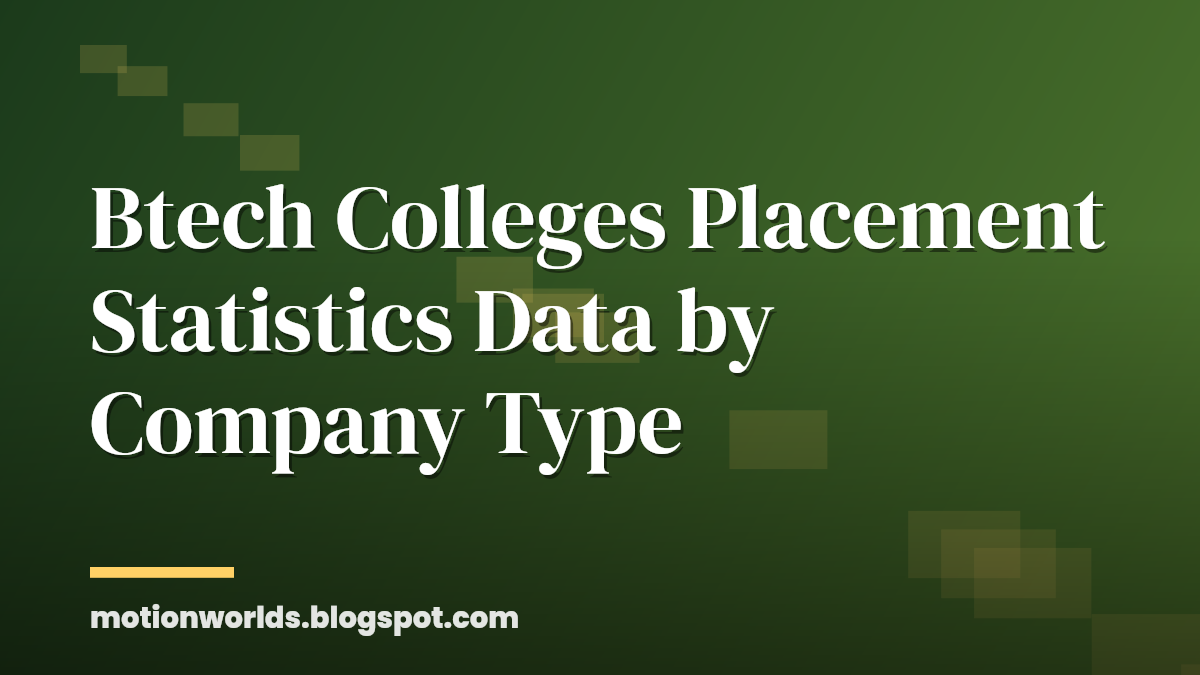 Btech Colleges Placement
Statistics Data by
Company Type
motionworlds.blogspot.com